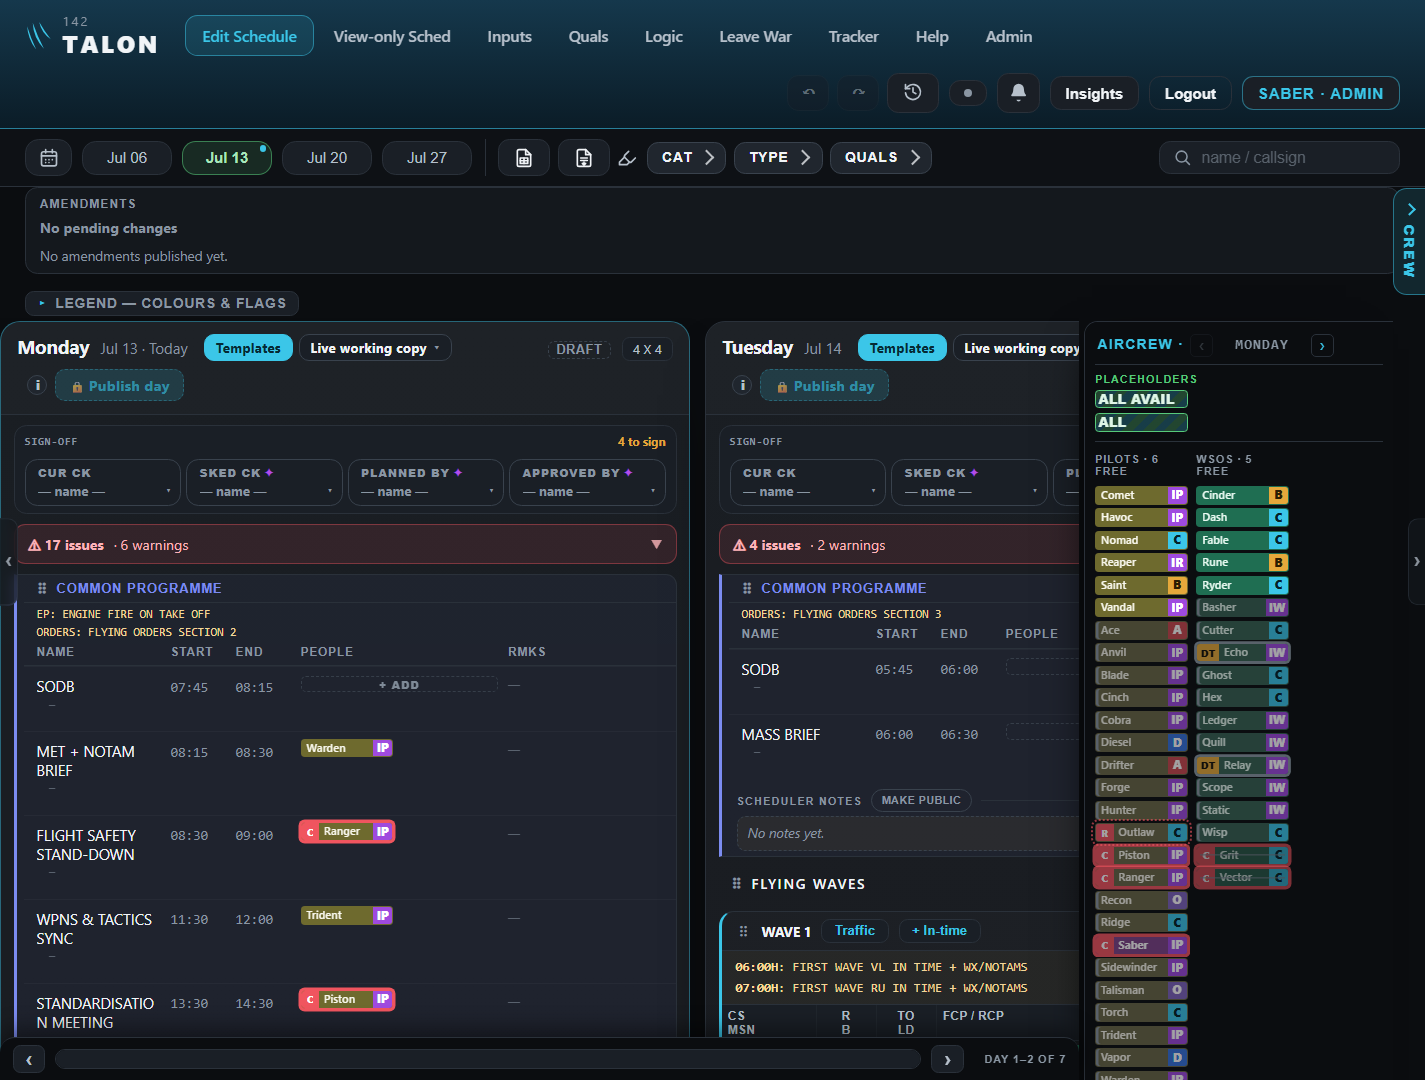 142
TALON
Edit Schedule
View-only Sched
Inputs
Quals
Logic
Leave War
Tracker
Help
Admin
Insights
Logout
SABER · ADMIN
Jul 06
Jul 13
Jul 20
Jul 27
CAT
TYPE
QUALS
name / callsign
AMENDMENTS
No pending changes
No amendments published yet.
CREW
LEGEND — COLOURS & FLAGS
Monday Jul 13 · Today
Templates
Live working copy
DRAFT
4 X 4
i
Publish day
SIGN-OFF
4 to sign
CUR CK
— name —
SKED CK
— name —
PLANNED BY
— name —
APPROVED BY
— name —
17 issues · 6 warnings
COMMON PROGRAMME
EP: ENGINE FIRE ON TAKE OFF
ORDERS: FLYING ORDERS SECTION 2
NAME START END PEOPLE RMKS
SODB 07:45 08:15 + ADD —
—
MET + NOTAM BRIEF 08:15 08:30 Warden IP —
—
FLIGHT SAFETY STAND-DOWN 08:30 09:00 C Ranger IP —
—
WPNS & TACTICS SYNC 11:30 12:00 Trident IP —
—
STANDARDISATION MEETING 13:30 14:30 C Piston IP —
Tuesday Jul 14
Templates
Live working copy
i
Publish day
SIGN-OFF
CUR CK
— name —
SKED CK
— name —
4 issues · 2 warnings
COMMON PROGRAMME
ORDERS: FLYING ORDERS SECTION 3
NAME START END PEOPLE
SODB 05:45 06:00
—
MASS BRIEF 06:00 06:30
—
SCHEDULER NOTES
MAKE PUBLIC
No notes yet.
FLYING WAVES
WAVE 1
Traffic
+ In-time
06:00H: FIRST WAVE VL IN TIME + WX/NOTAMS
07:00H: FIRST WAVE RU IN TIME + WX/NOTAMS
CS R TO FCP / RCP
MSN B LD
AIRCREW ·
MONDAY
PLACEHOLDERS
ALL AVAIL
ALL
PILOTS · 6 FREE
WSOS · 5 FREE
Comet IP Cinder B
Havoc IP Dash C
Nomad C Fable C
Reaper IR Rune B
Saint B Ryder C
Vandal IP Basher IW
Ace A Cutter C
Anvil IP DT Echo IW
Blade IP Ghost C
Cinch IP Hex C
Cobra IP Ledger IW
Diesel D Quill IW
Drifter A DT Relay IW
Forge IP Scope IW
Hunter IP Static IW
R Outlaw C Wisp C
C Piston IP C Grit C
C Ranger IP C Vector C
Recon O
Ridge C
C Saber IP
Sidewinder IP
Talisman O
Torch C
Trident IP
Vapor D
Warden IP
DAY 1–2 OF 7